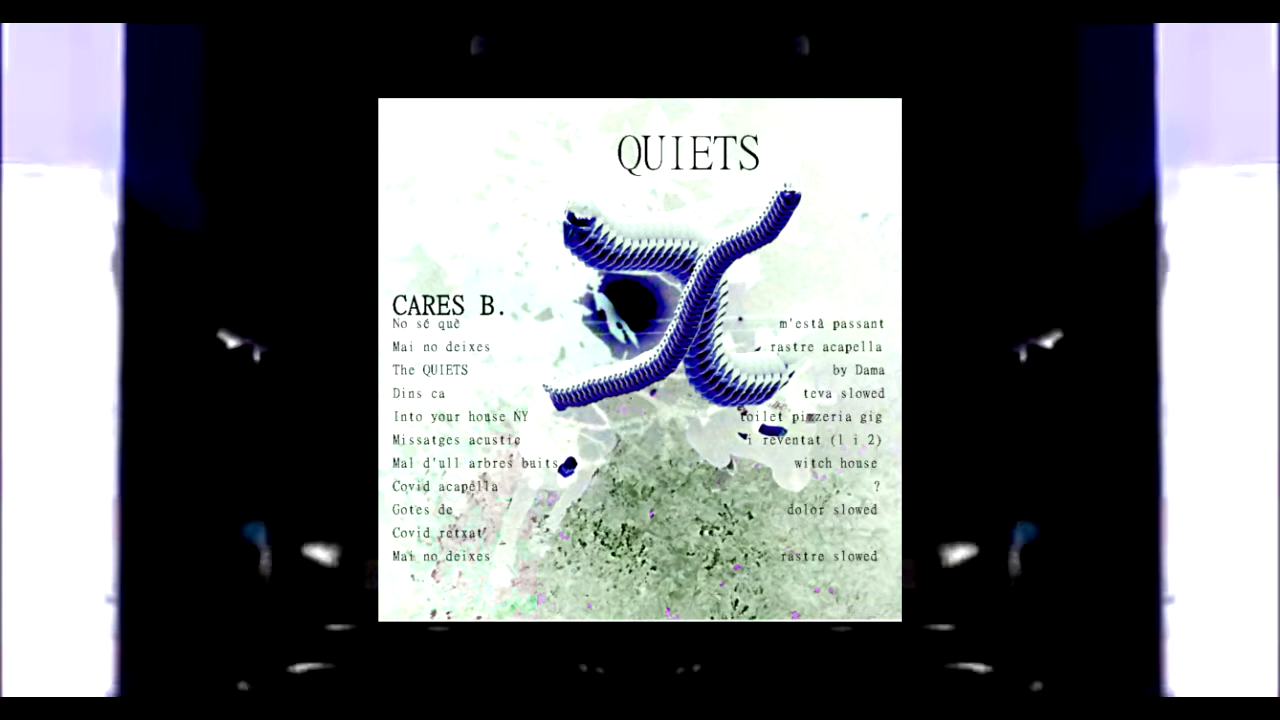 QUIETS
CARES B.
No sé què m'està passant
Mai no deixes rastre acapella
The QUIETS by Dama
Dins ca teva slowed
Into your house NY toilet pizzeria gig
Missatges acustic i reventat (1 i 2)
Mal d'ull arbres buits witch house
Covid acapella ?
Gotes de dolor slowed
Covid retxat
Mai no deixes rastre slowed